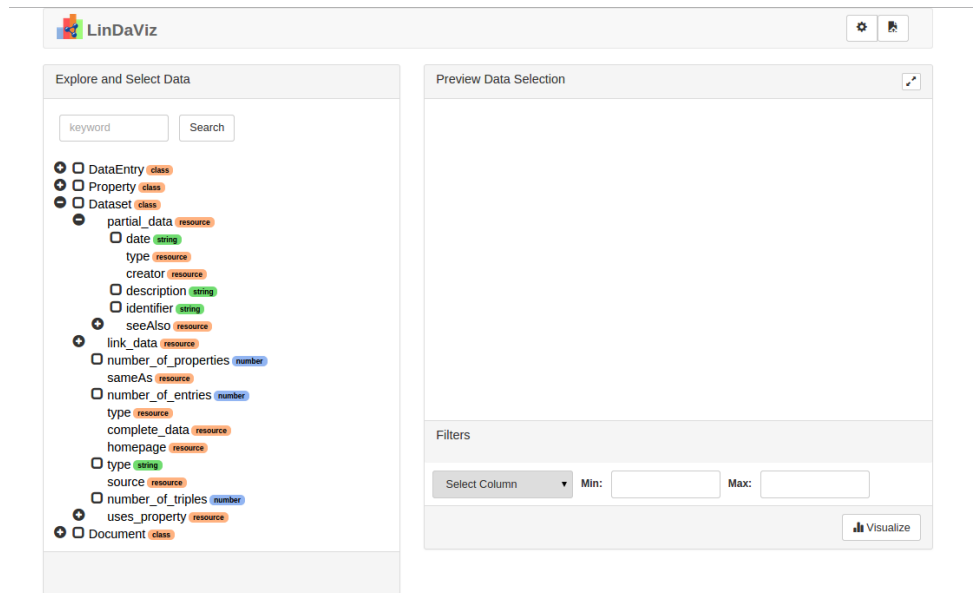 LinDaViz
Explore and Select Data
keyword Search
DataEntry class
Property class
Dataset class
partial_data resource
date string
type resource
creator resource
description string
identifier string
seeAlso resource
link_data resource
number_of_properties number
sameAs resource
number_of_entries number
type resource
complete_data resource
homepage resource
type string
source resource
number_of_triples number
uses_property resource
Document class
Preview Data Selection
Filters
Select Column Min: Max:
Visualize